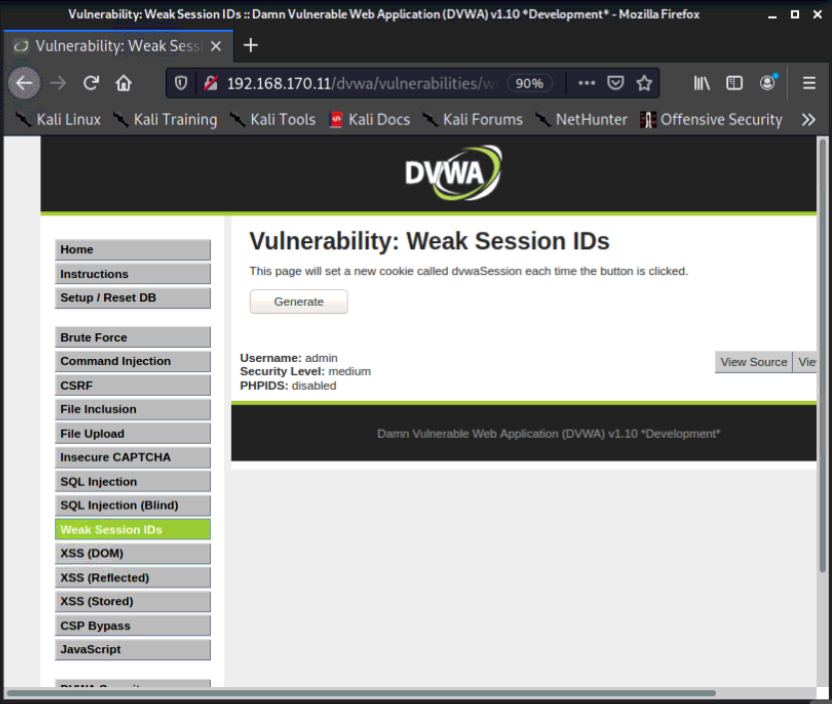 Vulnerability: Weak Session IDs :: Damn Vulnerable Web Application (DVWA) v1.10 *Development* - Mozilla Firefox
Vulnerability: Weak Sess
192.168.170.11/dvwa/vulnerabilities/w 90%
Kali Linux Kali Training Kali Tools Kali Docs Kali Forums NetHunter Offensive Security
DVWA
Home
Instructions
Setup / Reset DB
Brute Force
Command Injection
CSRF
File Inclusion
File Upload
Insecure CAPTCHA
SQL Injection
SQL Injection (Blind)
Weak Session IDs
XSS (DOM)
XSS (Reflected)
XSS (Stored)
CSP Bypass
JavaScript
Vulnerability: Weak Session IDs
This page will set a new cookie called dvwaSession each time the button is clicked.
Generate
Username: admin
Security Level: medium
PHPIDS: disabled
View Source Vie
Damn Vulnerable Web Application (DVWA) v1.10 *Development*